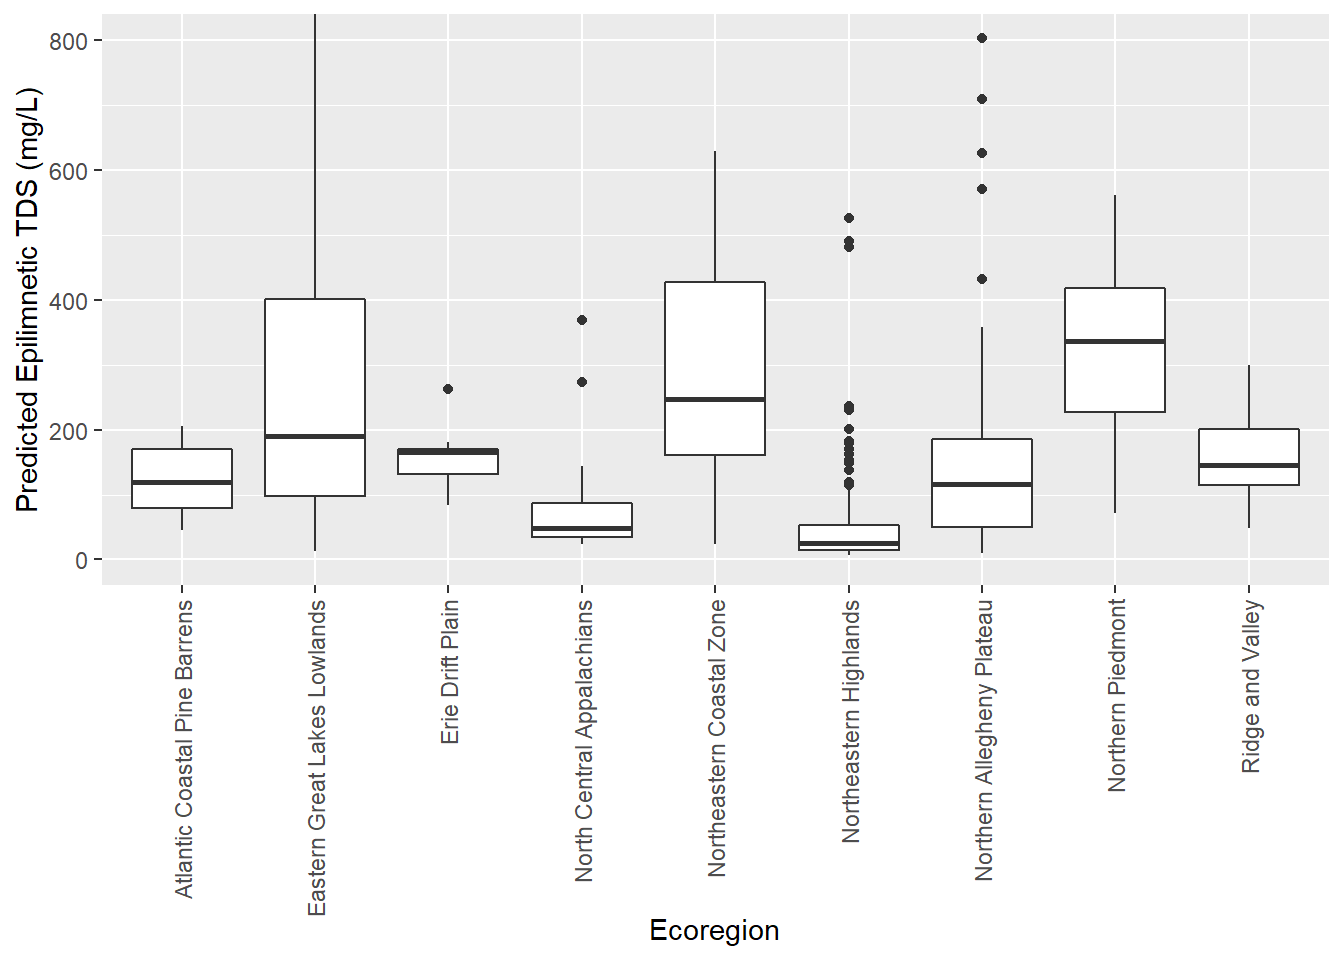 Predicted Epilimnetic TDS (mg/L)
800
600
400
200
0
Atlantic Coastal Pine Barrens
Eastern Great Lakes Lowlands
Erie Drift Plain
North Central Appalachians
Northeastern Coastal Zone
Northeastern Highlands
Northern Allegheny Plateau
Northern Piedmont
Ridge and Valley
Ecoregion